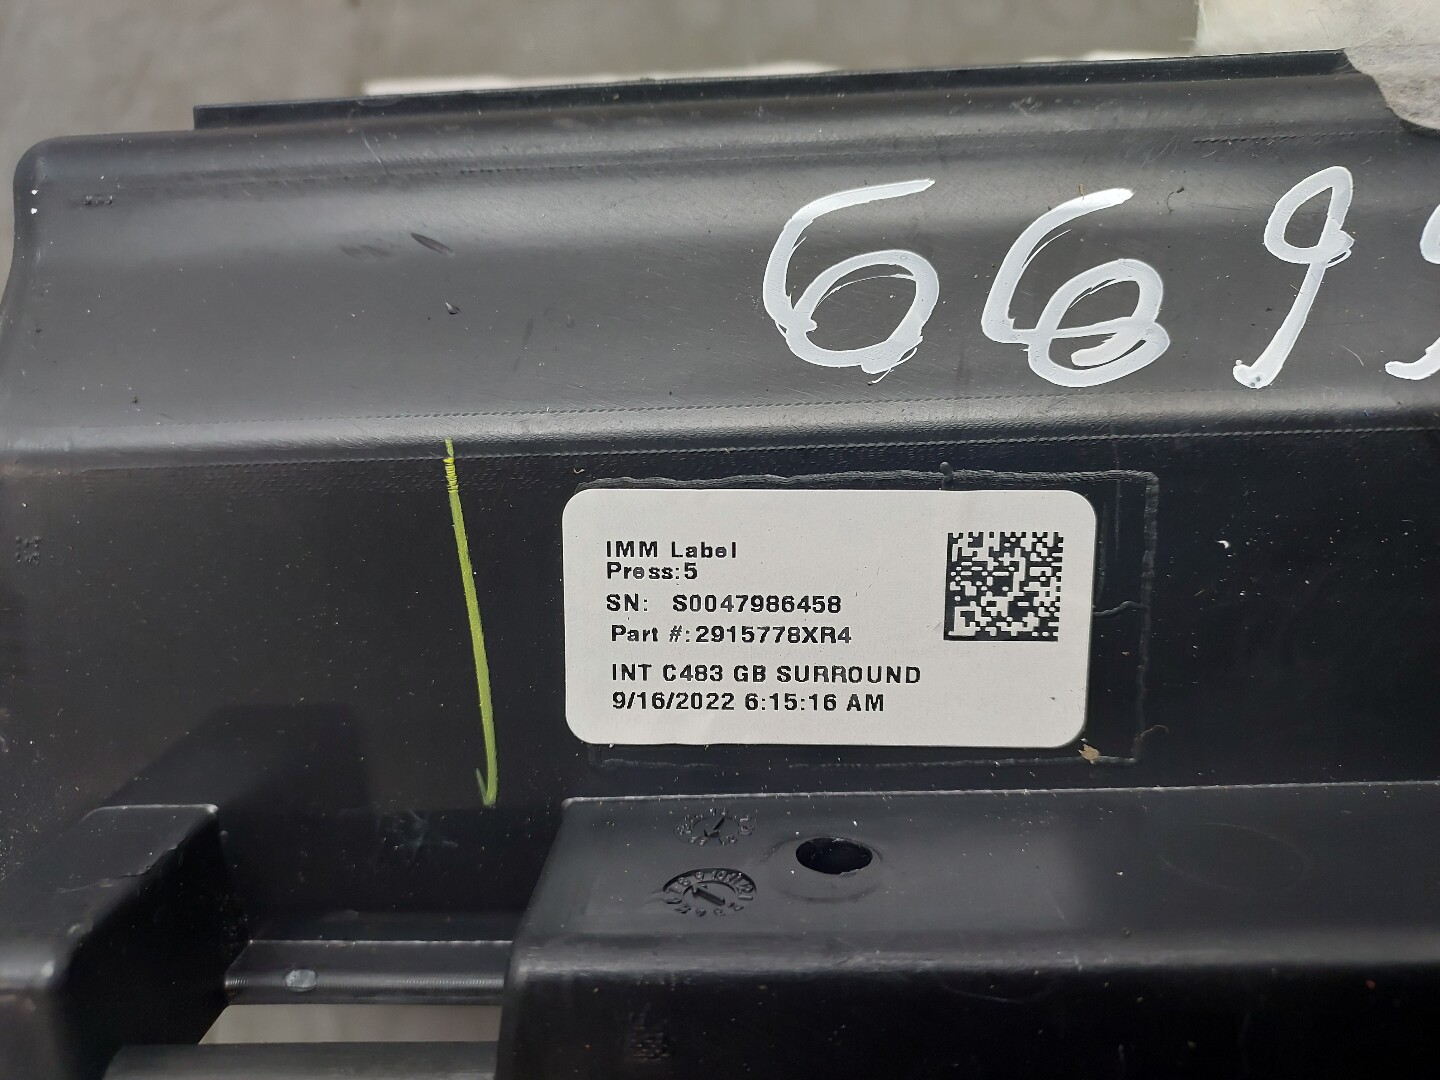 669
IMM Label
Press:5
SN: S0047986458
Part #:2915778XR4
INT C483 GB SURROUND
9/16/2022 6:15:16 AM